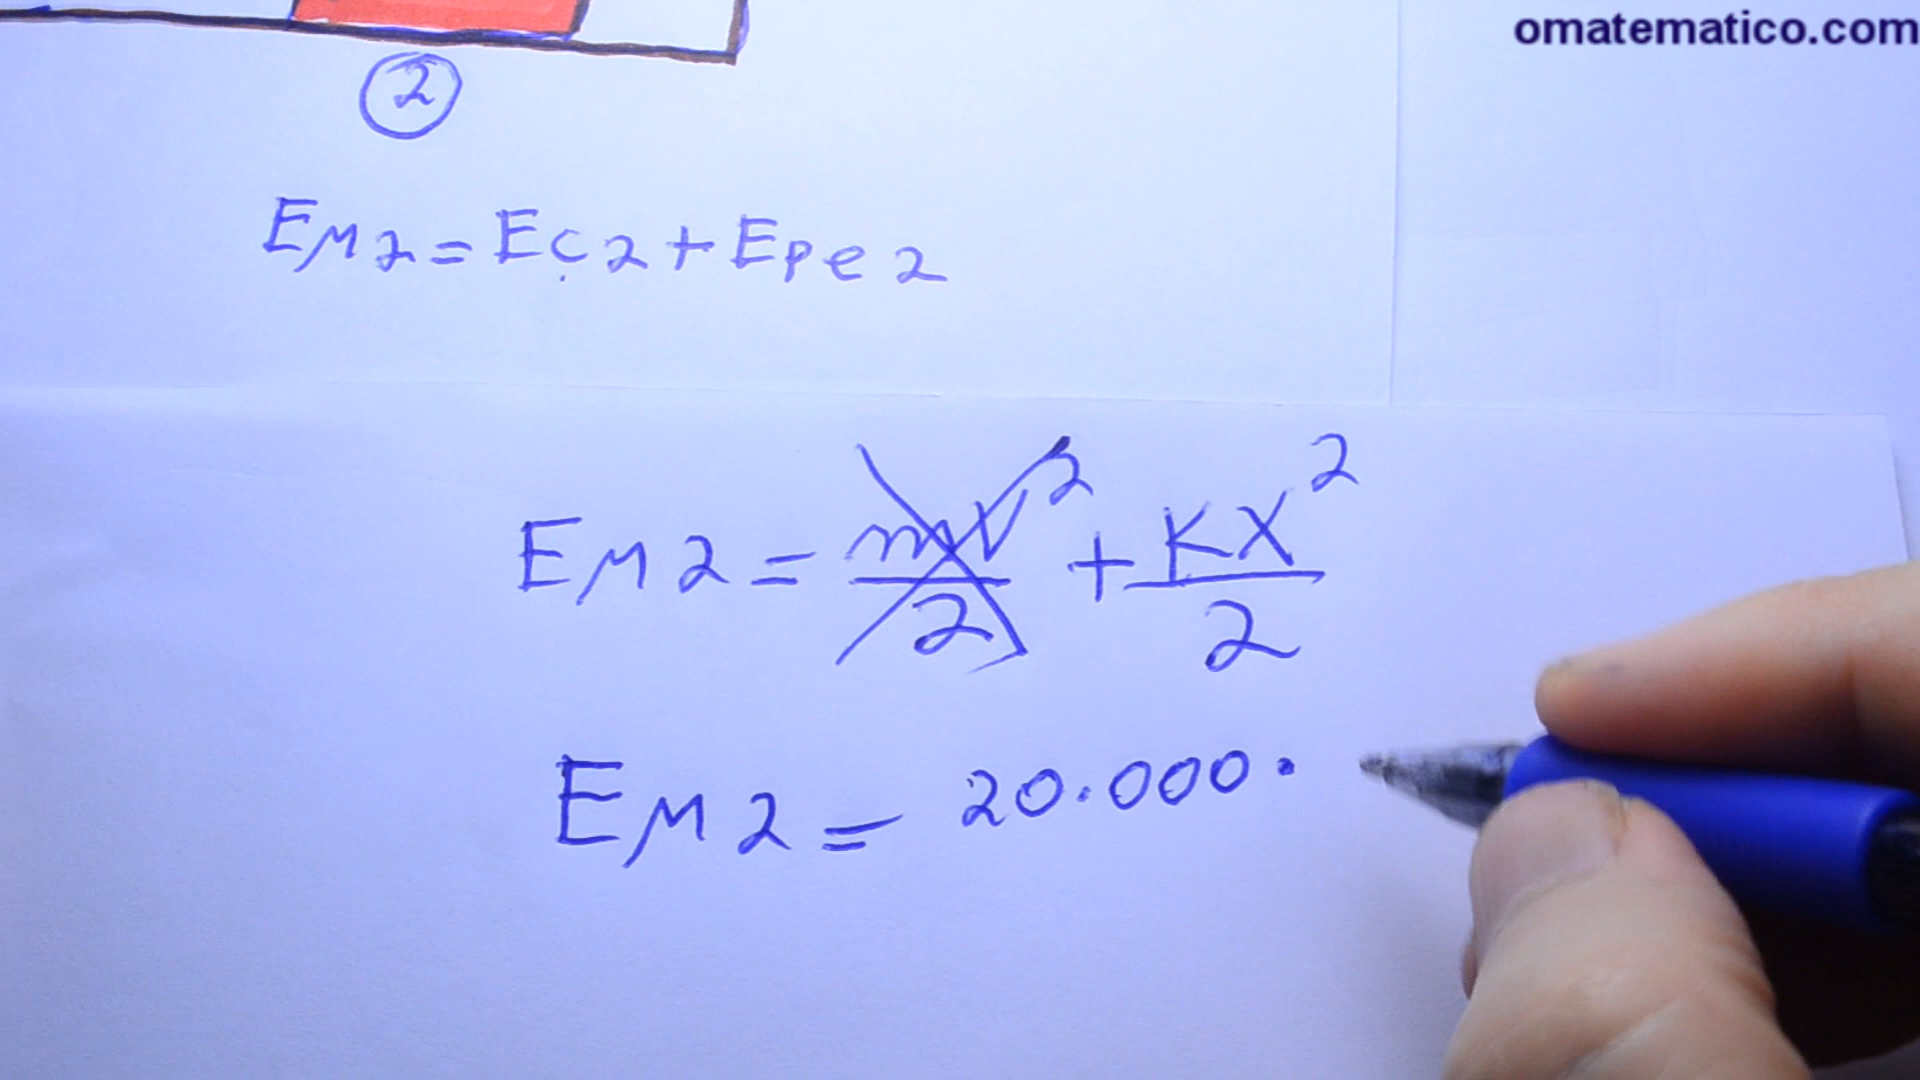 omatematico.com
2
EM2 = Ec2 + Epe2
EM2 = mv²/2 + KX²/2
EM2 = 20.000 .